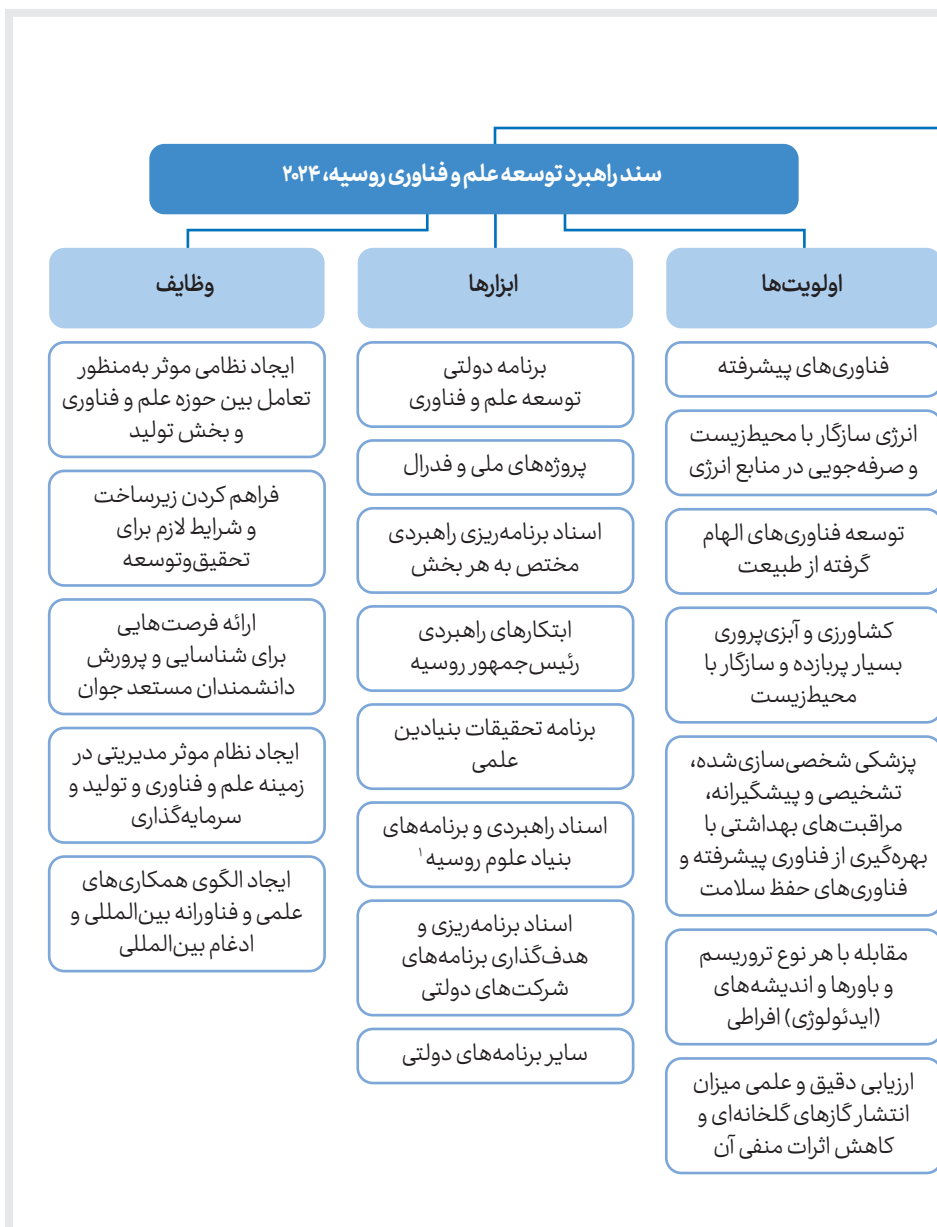 سند راهبرد توسعه علم و فناوری روسیه، ۲۰۲۴
اولویت‌ها
فناوری‌های پیشرفته
انرژی سازگار با محیط‌زیست
و صرفه‌جویی در منابع انرژی
توسعه فناوری‌های الهام
گرفته از طبیعت
کشاورزی و آبزی‌پروری
بسیار پربازده و سازگار با
محیط‌زیست
پزشکی شخصی‌سازی‌شده،
تشخیصی و پیشگیرانه،
مراقبت‌های بهداشتی با
بهره‌گیری از فناوری پیشرفته و
فناوری‌های حفظ سلامت
مقابله با هر نوع تروریسم
و باورها و اندیشه‌های
(ایدئولوژی) افراطی
ارزیابی دقیق و علمی میزان
انتشار گازهای گلخانه‌ای و
کاهش اثرات منفی آن
ابزارها
برنامه دولتی
توسعه علم و فناوری
پروژه‌های ملی و فدرال
اسناد برنامه‌ریزی راهبردی
مختص به هر بخش
ابتکارهای راهبردی
رئیس‌جمهور روسیه
برنامه تحقیقات بنیادین
علمی
اسناد راهبردی و برنامه‌های
بنیاد علوم روسیه۱
اسناد برنامه‌ریزی و
هدف‌گذاری برنامه‌های
شرکت‌های دولتی
سایر برنامه‌های دولتی
وظایف
ایجاد نظامی موثر به‌منظور
تعامل بین حوزه علم و فناوری
و بخش تولید
فراهم کردن زیرساخت
و شرایط لازم برای
تحقیق‌وتوسعه
ارائه فرصت‌هایی
برای شناسایی و پرورش
دانشمندان مستعد جوان
ایجاد نظام موثر مدیریتی در
زمینه علم و فناوری و تولید و
سرمایه‌گذاری
ایجاد الگوی همکاری‌های
علمی و فناورانه بین‌المللی و
ادغام بین‌المللی